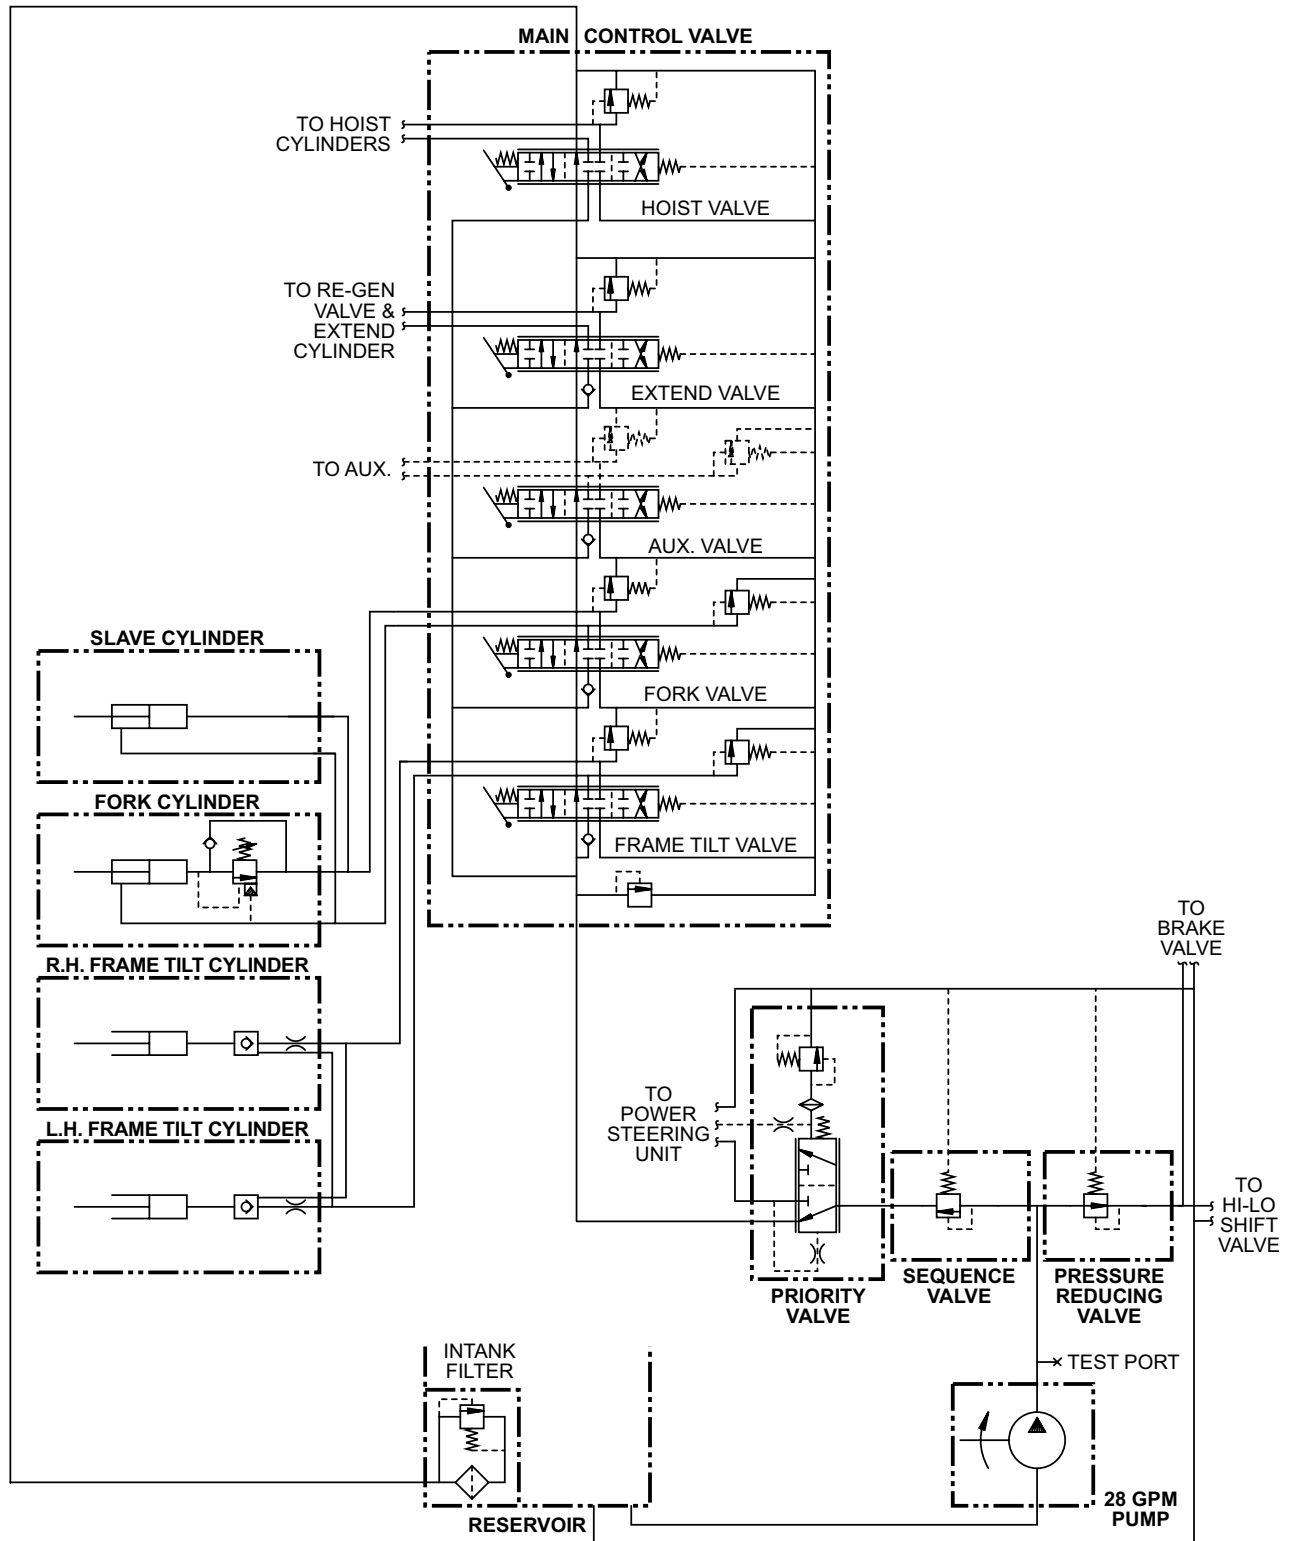 MAIN CONTROL VALVE
TO HOIST
CYLINDERS
HOIST VALVE
TO RE-GEN
VALVE &
EXTEND
CYLINDER
EXTEND VALVE
TO AUX.
AUX. VALVE
SLAVE CYLINDER
FORK VALVE
FORK CYLINDER
FRAME TILT VALVE
TO
BRAKE
VALVE
R.H. FRAME TILT CYLINDER
TO
POWER
STEERING
UNIT
L.H. FRAME TILT CYLINDER
TO
HI-LO
SHIFT
VALVE
PRIORITY
VALVE
SEQUENCE
VALVE
PRESSURE
REDUCING
VALVE
INTANK
FILTER
TEST PORT
RESERVOIR
28 GPM
PUMP